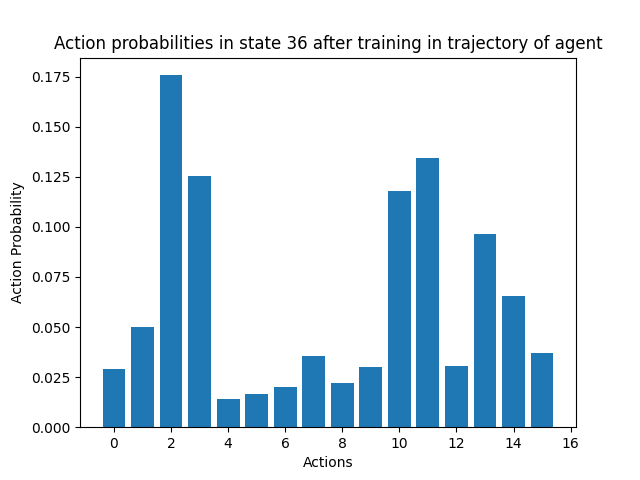 Action probabilities in state 36 after training in trajectory of agent
0.175
0.150
0.125
0.100
0.075
0.050
0.025
0.000
Action Probability
0 2 4 6 8 10 12 14 16
Actions